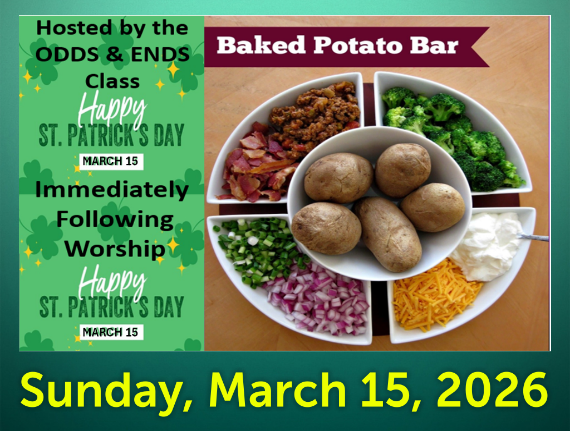 Hosted by the
ODDS & ENDS
Class
Happy
ST. PATRICK'S DAY
MARCH 15
Immediately
Following
Worship
Happy
ST. PATRICK'S DAY
MARCH 15
Baked Potato Bar
Sunday, March 15, 2026